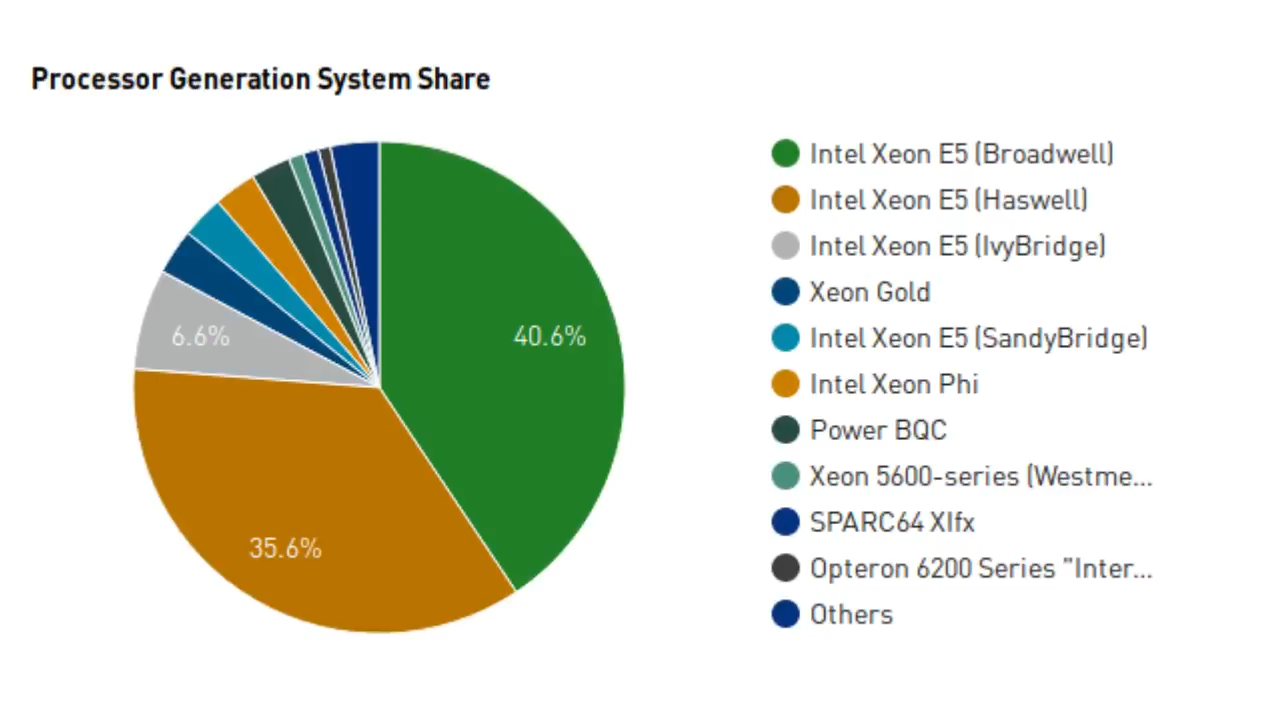 Processor Generation System Share
Intel Xeon E5 (Broadwell)
Intel Xeon E5 (Haswell)
Intel Xeon E5 (IvyBridge)
Xeon Gold
Intel Xeon E5 (SandyBridge)
Intel Xeon Phi
Power BQC
Xeon 5600-series (Westme...
SPARC64 XIfx
Opteron 6200 Series "Inter...
Others
6.6%
40.6%
35.6%